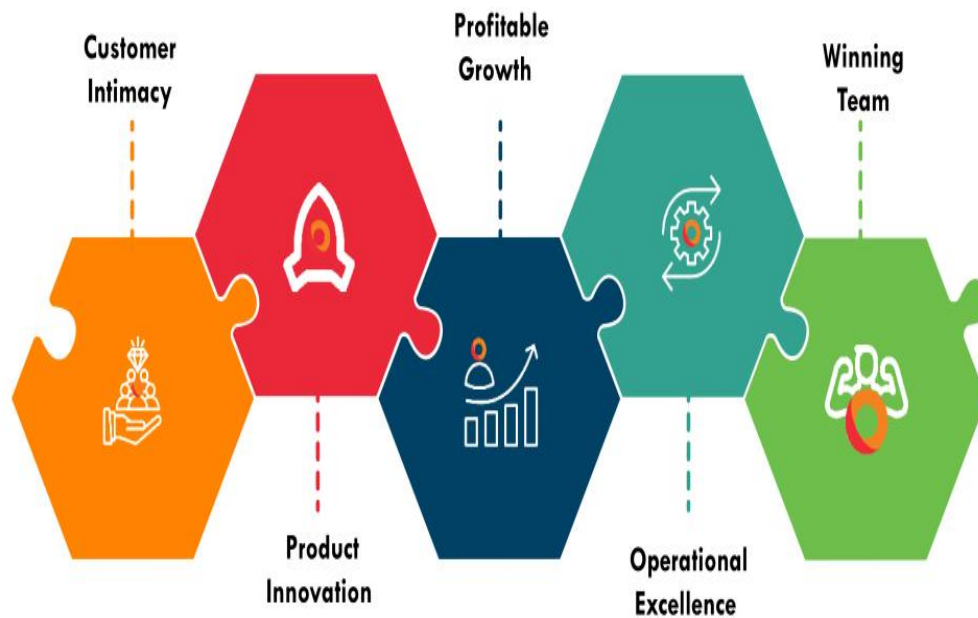 Customer
Intimacy
Product
Innovation
Profitable
Growth
Operational
Excellence
Winning
Team